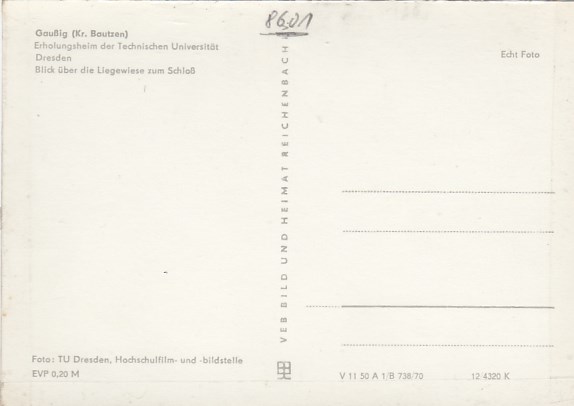 8601
Gaußig (Kr. Bautzen)
Erholungsheim der Technischen Universität
Dresden
Blick über die Liegewiese zum Schloß
Echt Foto
VEB BILD UND HEIMAT REICHENBACH
Foto: TU Dresden, Hochschulfilm- und -bildstelle
EVP 0,20 M
V 11 50 A 1/B 738/70
12/4320 K